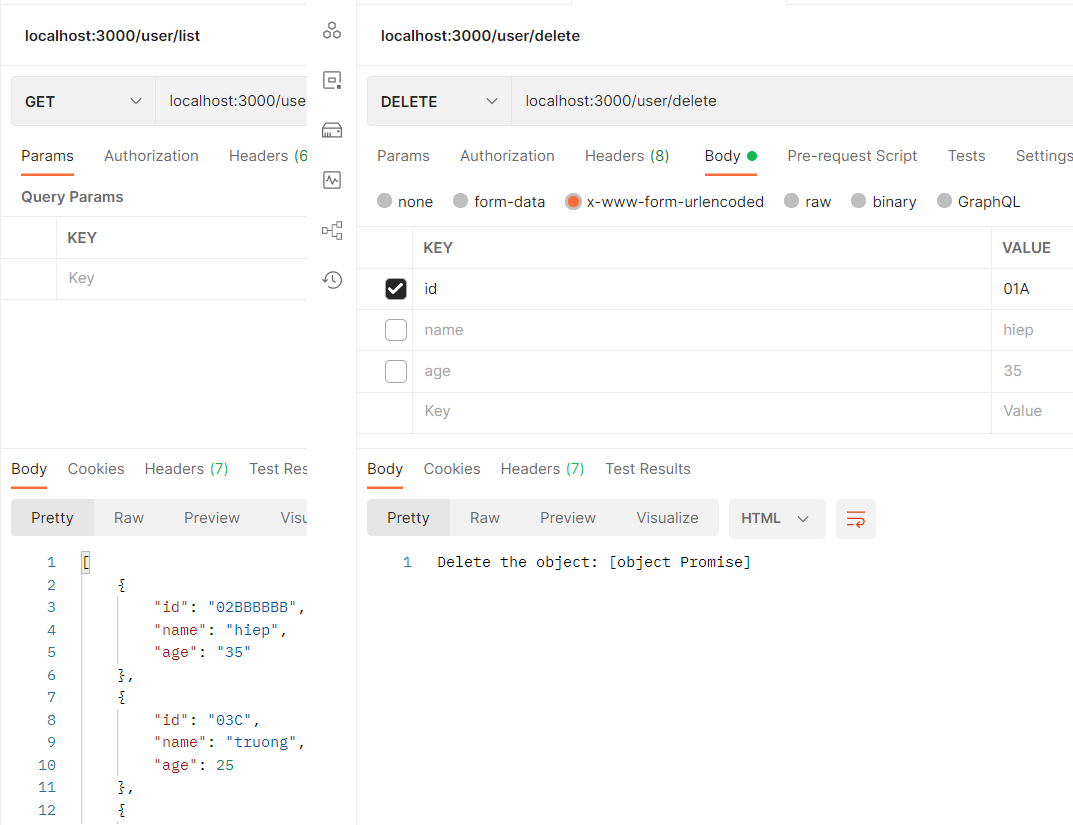 localhost:3000/user/list
GET
localhost:3000/use
Params Authorization Headers (6
Query Params
KEY
Key
Body Cookies Headers (7) Test Res
Pretty Raw Preview Visu
1 [
2 {
3 "id": "02BBBBBB",
4 "name": "hiep",
5 "age": "35"
6 },
7 {
8 "id": "03C",
9 "name": "truong",
10 "age": 25
11 },
12 {
localhost:3000/user/delete
DELETE
localhost:3000/user/delete
Params Authorization Headers (8) Body Pre-request Script Tests Settings
none form-data x-www-form-urlencoded raw binary GraphQL
KEY VALUE
id 01A
name hiep
age 35
Key Value
Body Cookies Headers (7) Test Results
Pretty Raw Preview Visualize HTML
1 Delete the object: [object Promise]